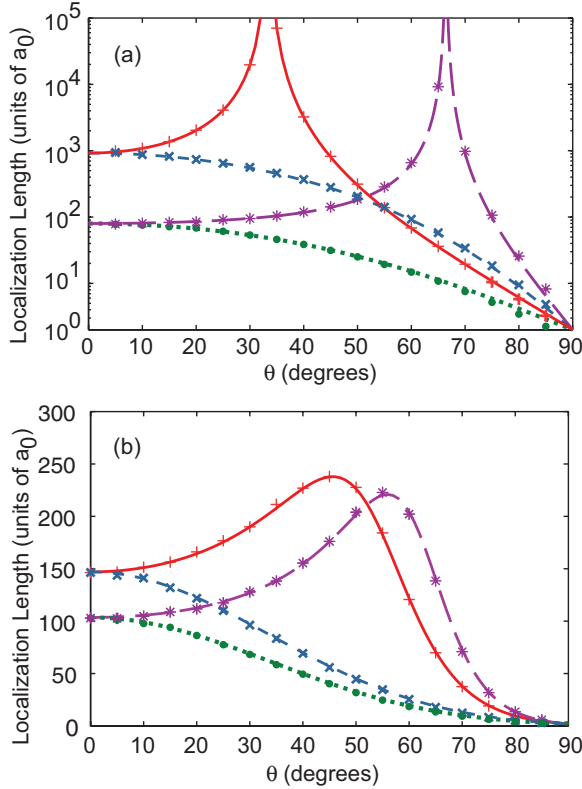 (a)
Localization Length (units of a0)
10^5
10^4
10^3
10^2
10^1
10^0
0 10 20 30 40 50 60 70 80 90
θ (degrees)
(b)
Localization Length (units of a0)
300
250
200
150
100
50
0
0 10 20 30 40 50 60 70 80 90
θ (degrees)